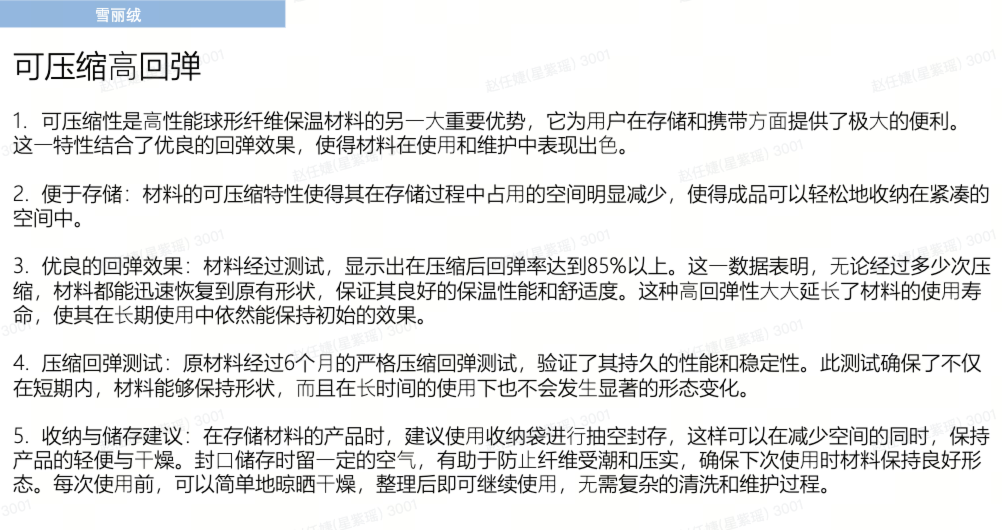 雪丽绒
可压缩高回弹
1. 可压缩性是高性能球形纤维保温材料的另一大重要优势，它为用户在存储和携带方面提供了极大的便利。
这一特性结合了优良的回弹效果，使得材料在使用和维护中表现出色。
2. 便于存储：材料的可压缩特性使得其在存储过程中占用的空间明显减少，使得成品可以轻松地收纳在紧凑的
空间中。
3. 优良的回弹效果：材料经过测试，显示出在压缩后回弹率达到85%以上。这一数据表明，无论经过多少次压
缩，材料都能迅速恢复到原有形状，保证其良好的保温性能和舒适度。这种高回弹性大大延长了材料的使用寿
命，使其在长期使用中依然能保持初始的效果。
4. 压缩回弹测试：原材料经过6个月的严格压缩回弹测试，验证了其持久的性能和稳定性。此测试确保了不仅
在短期内，材料能够保持形状，而且在长时间的使用下也不会发生显著的形态变化。
5. 收纳与储存建议：在存储材料的产品时，建议使用收纳袋进行抽空封存，这样可以在减少空间的同时，保持
产品的轻便与干燥。封口储存时留一定的空气，有助于防止纤维受潮和压实，确保下次使用时材料保持良好形
态。每次使用前，可以简单地晾晒干燥，整理后即可继续使用，无需复杂的清洗和维护过程。
赵任婕(星紫瑶) 3001